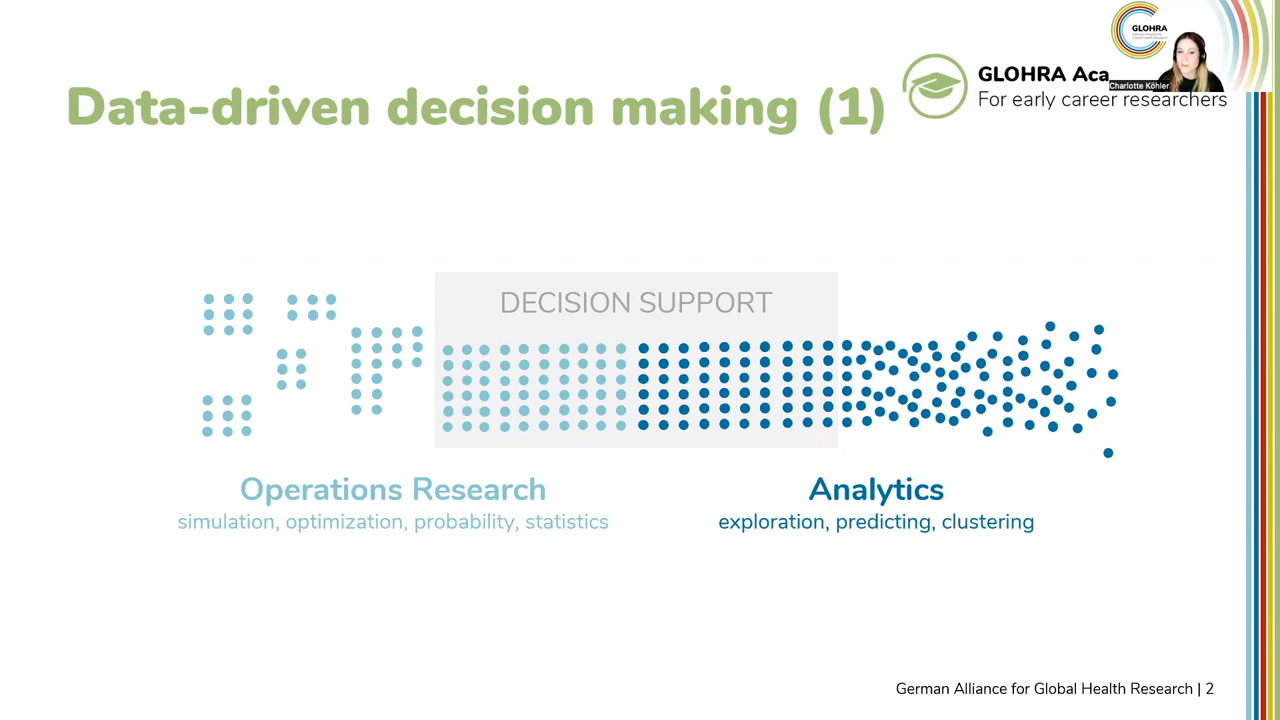 Data-driven decision making (1)
GLOHRA Aca
For early career researchers
GLOHRA
Charlotte Köhler
DECISION SUPPORT
Operations Research
simulation, optimization, probability, statistics
Analytics
exploration, predicting, clustering
German Alliance for Global Health Research | 2